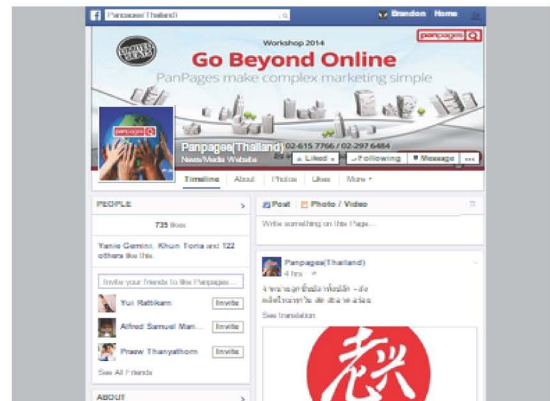 Panpages(Thailand)
Brandon Home
LIMITED SEATS
panpages
Workshop 2014
Go Beyond Online
PanPages make complex marketing simple
panpages
Panpages(Thailand)
02-615 7766 / 02-297 6484
News/Media Website
Liked
Following
Message
Timeline About Photos Likes More
PEOPLE
735 likes
Yanie Gemini, Khun Toria and 122
others like this.
Invite your friends to like Panpages...
Yui Rattikarn Invite
Alfred Samuel Man... Invite
Praew Thanyathorn Invite
See All Friends
ABOUT
Post Photo / Video
Write something on this Page...
Panpages(Thailand)
4 hrs
See translation
老兴